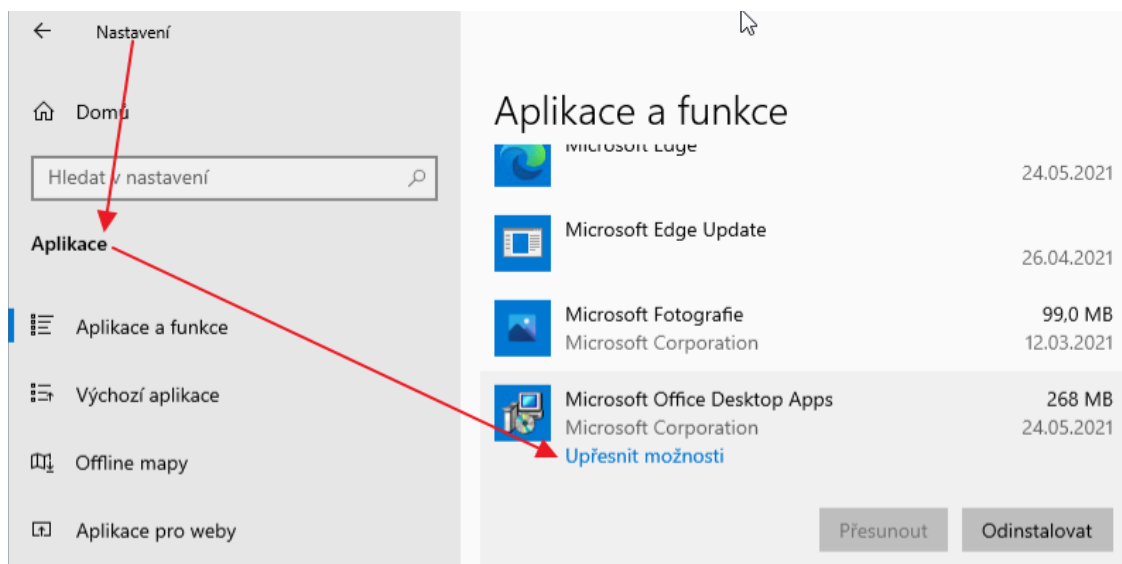 Nastavení
Domů
Hledat v nastavení
Aplikace
Aplikace a funkce
Výchozí aplikace
Offline mapy
Aplikace pro weby
Aplikace a funkce
Microsoft Edge
24.05.2021
Microsoft Edge Update
26.04.2021
Microsoft Fotografie 99,0 MB
Microsoft Corporation 12.03.2021
Microsoft Office Desktop Apps 268 MB
Microsoft Corporation 24.05.2021
Upřesnit možnosti
Přesunout Odinstalovat